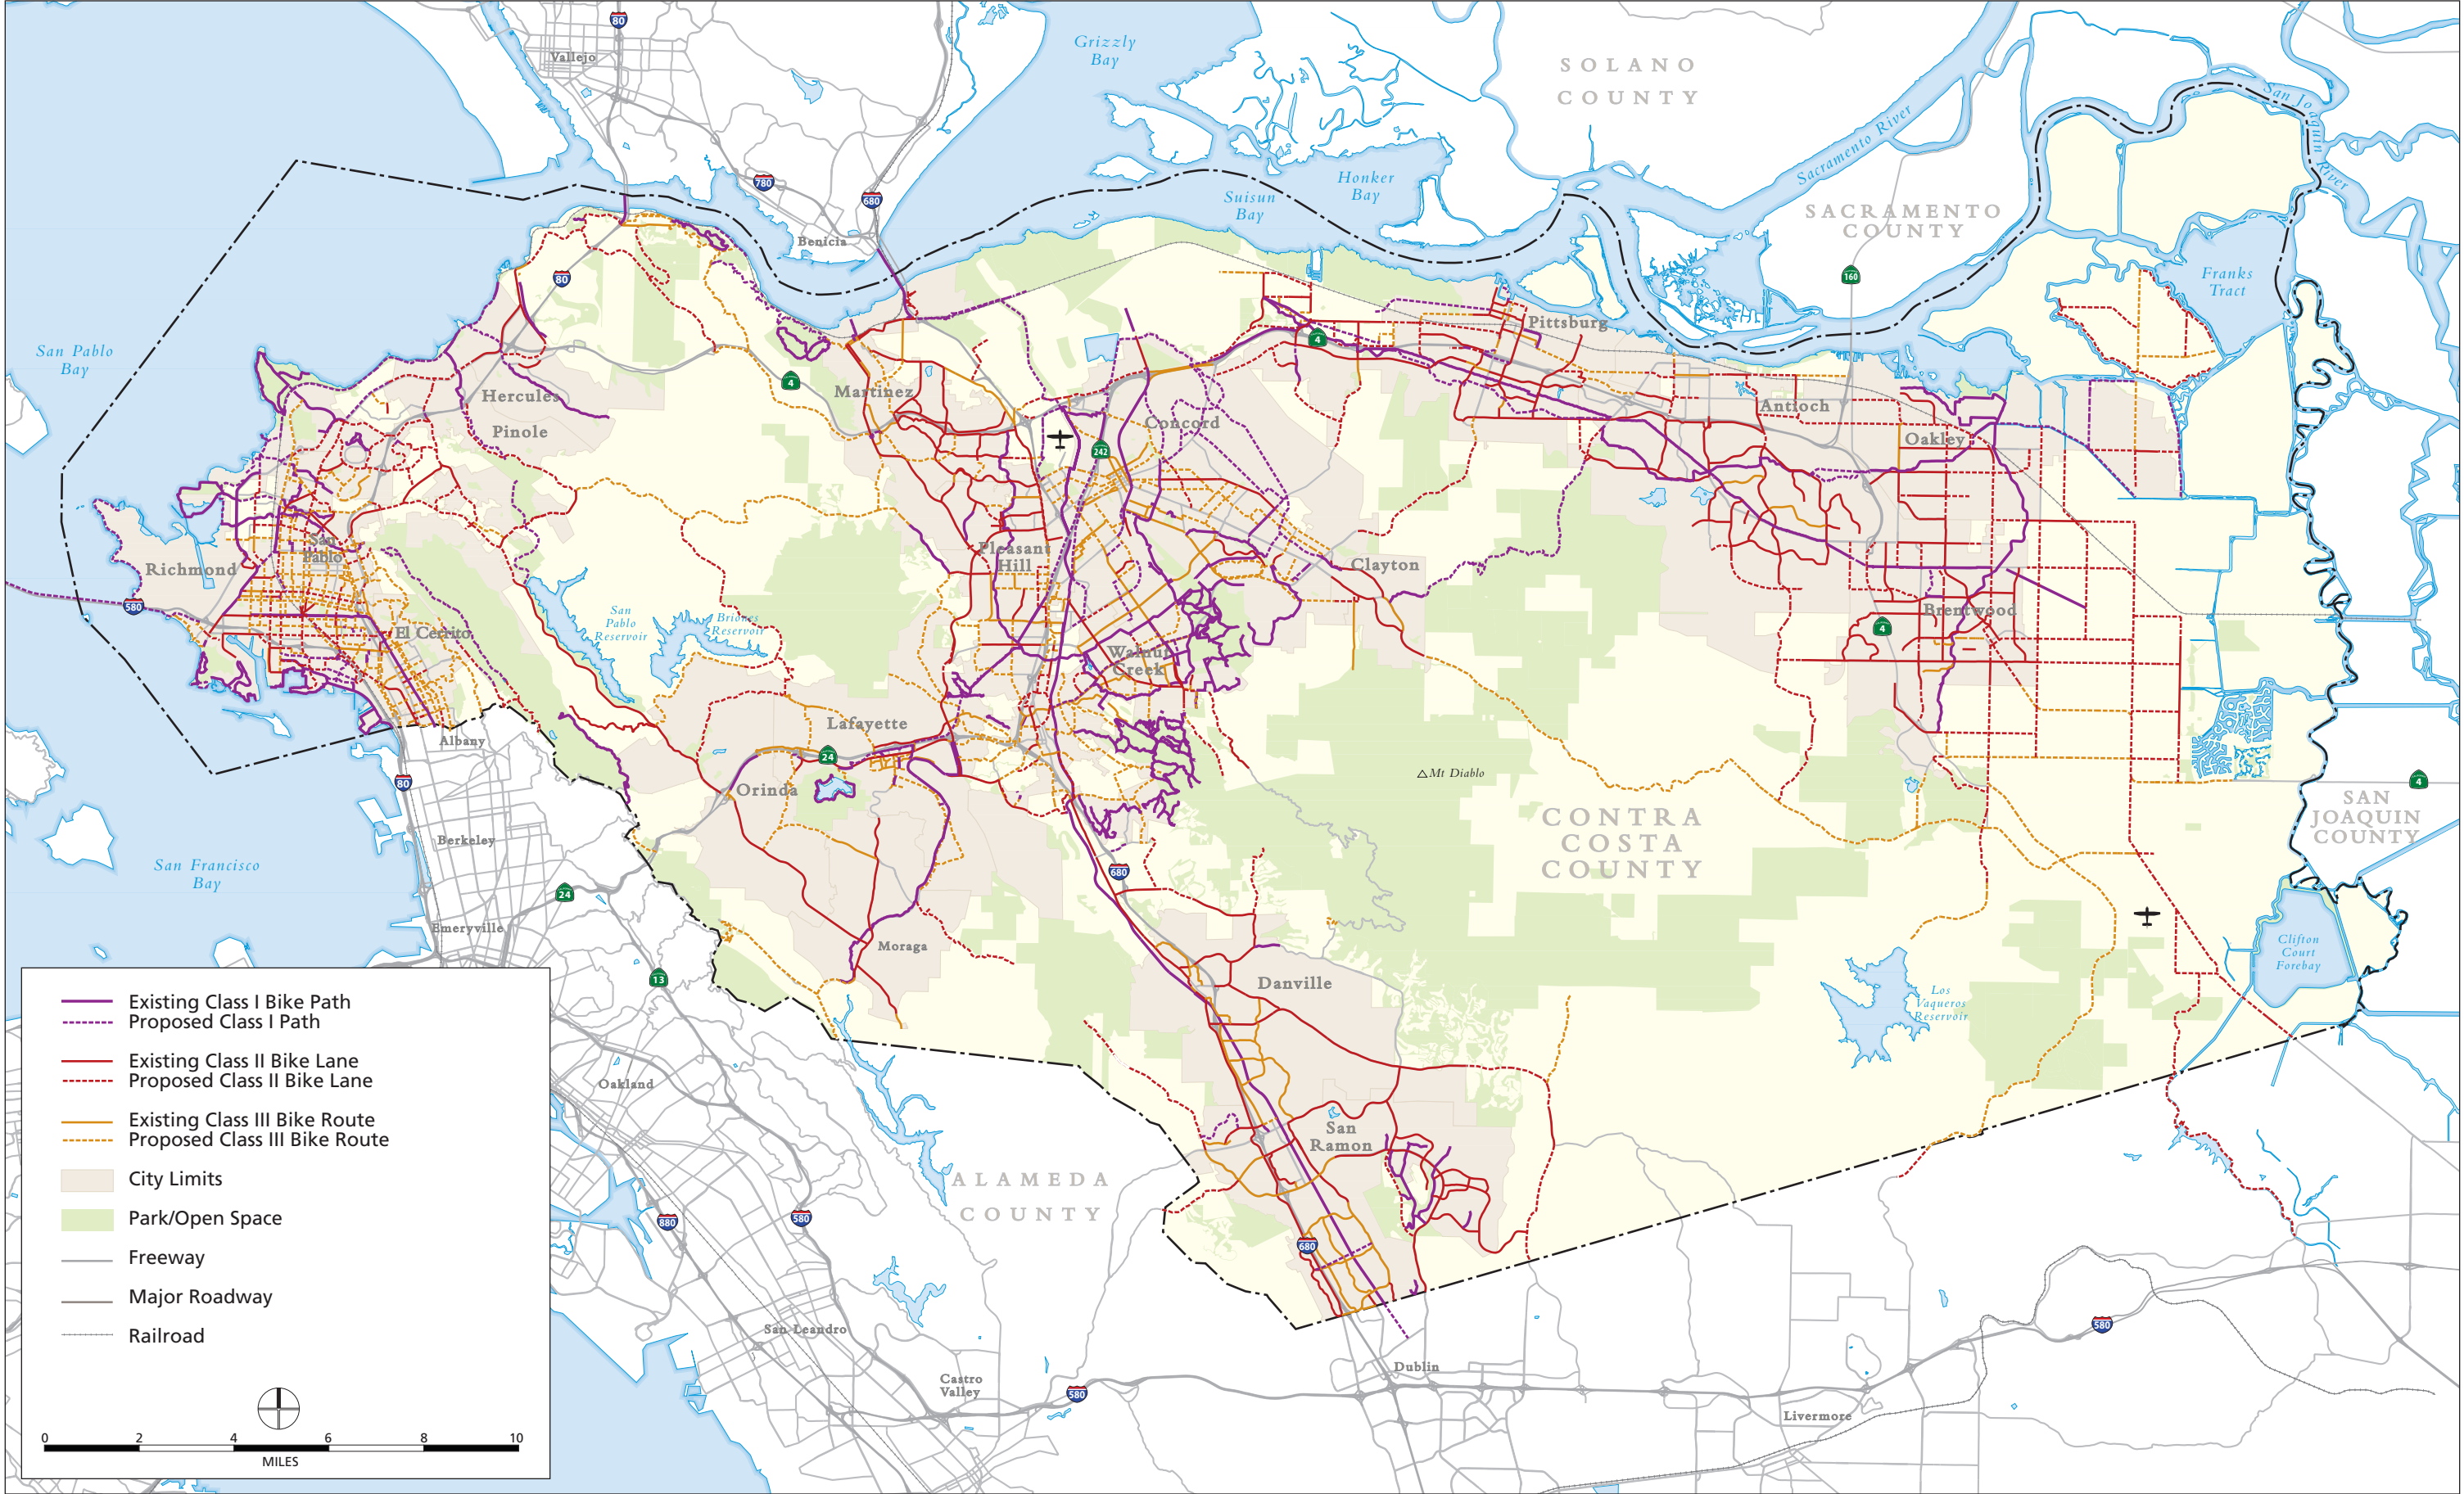 80
Vallejo
Grizzly
Bay
SOLANO
COUNTY
San Joaquin River
Sacramento River
780
680
Honker
Bay
Suisun
Bay
SACRAMENTO
COUNTY
Benicia
80
160
Franks
Tract
San Pablo
Bay
4
Pittsburg
4
Martinez
Hercules
Antioch
Concord
Pinole
Oakley
242
San
Pablo
Richmond
Pleasant
Hill
Clayton
580
San
Pablo
Reservoir
Briones
Reservoir
Brentwood
4
El Cerrito
Walnut
Creek
Lafayette
Albany
24
Mt Diablo
80
Orinda
4
SAN
JOAQUIN
COUNTY
CONTRA
COSTA
COUNTY
Berkeley
San Francisco
Bay
680
24
Emeryville
Moraga
Clifton
Court
Forebay
13
Danville
Los
Vaqueros
Reservoir
Oakland
San
Ramon
ALAMEDA
COUNTY
880
580
680
San Leandro
580
Dublin
Castro
Valley
580
Livermore
Existing Class I Bike Path
Proposed Class I Path
Existing Class II Bike Lane
Proposed Class II Bike Lane
Existing Class III Bike Route
Proposed Class III Bike Route
City Limits
Park/Open Space
Freeway
Major Roadway
Railroad
0 2 4 6 8 10
MILES